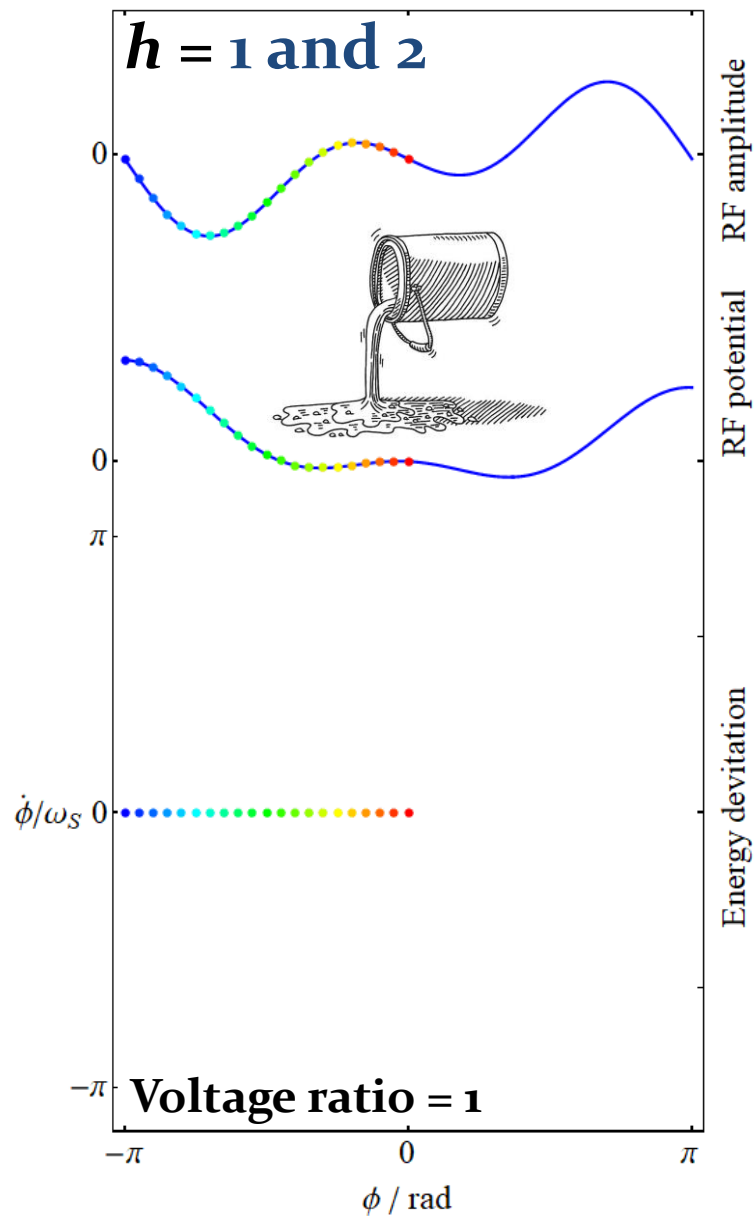 h = 1 and 2
0
RF amplitude
RF potential
0
π
Energy devitation
ϕ̇/ω_S 0
−π
Voltage ratio = 1
−π 0 π
ϕ / rad